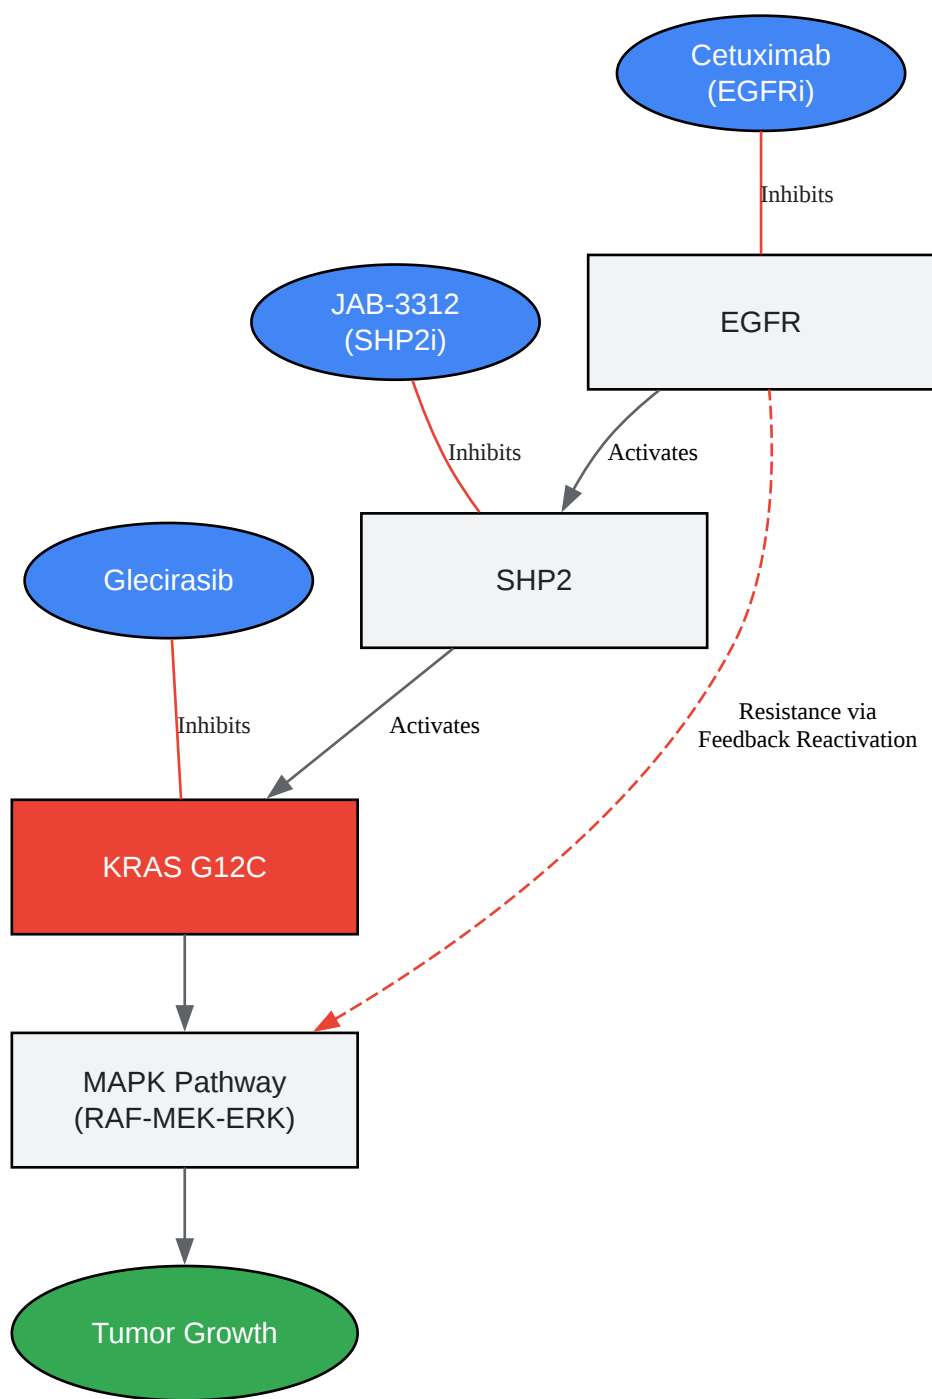 Cetuximab
(EGFRi)
Inhibits
EGFR
JAB-3312
(SHP2i)
Inhibits
Activates
SHP2
Glecirasib
Inhibits
Activates
Resistance via
Feedback Reactivation
KRAS G12C
MAPK Pathway
(RAF-MEK-ERK)
Tumor Growth